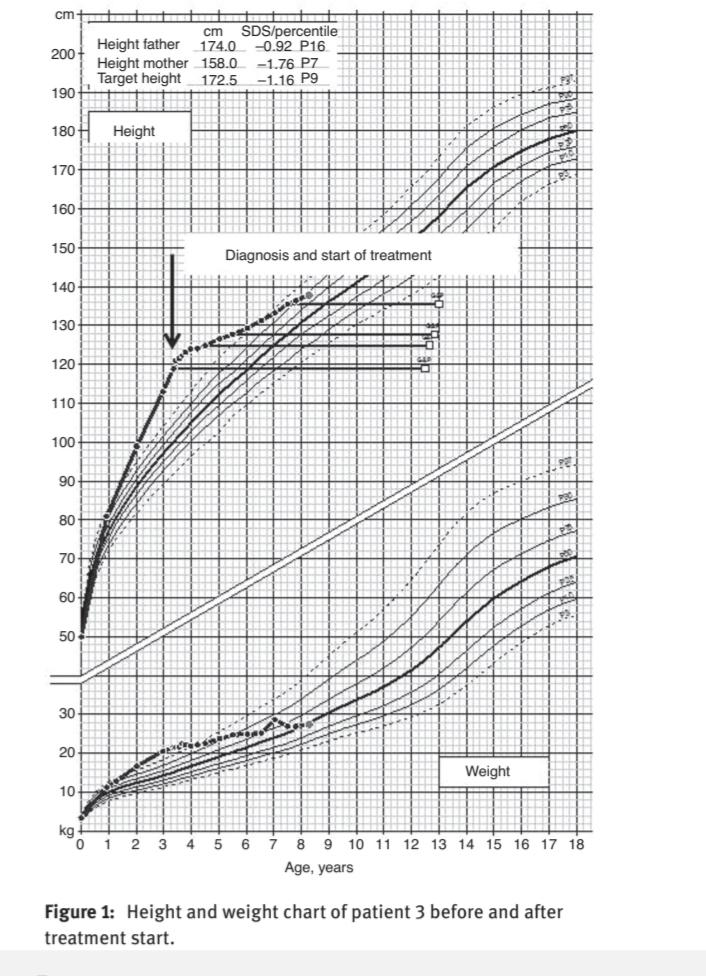 cm
cm SDS/percentile
Height father 174.0 −0.92 P16
Height mother 158.0 −1.76 P7
Target height 172.5 −1.16 P9
200
190
180
170
160
150
140
130
120
110
100
90
80
70
60
50
30
20
10
kg
Height
Diagnosis and start of treatment
Weight
0 1 2 3 4 5 6 7 8 9 10 11 12 13 14 15 16 17 18
Age, years
Figure 1: Height and weight chart of patient 3 before and after
treatment start.